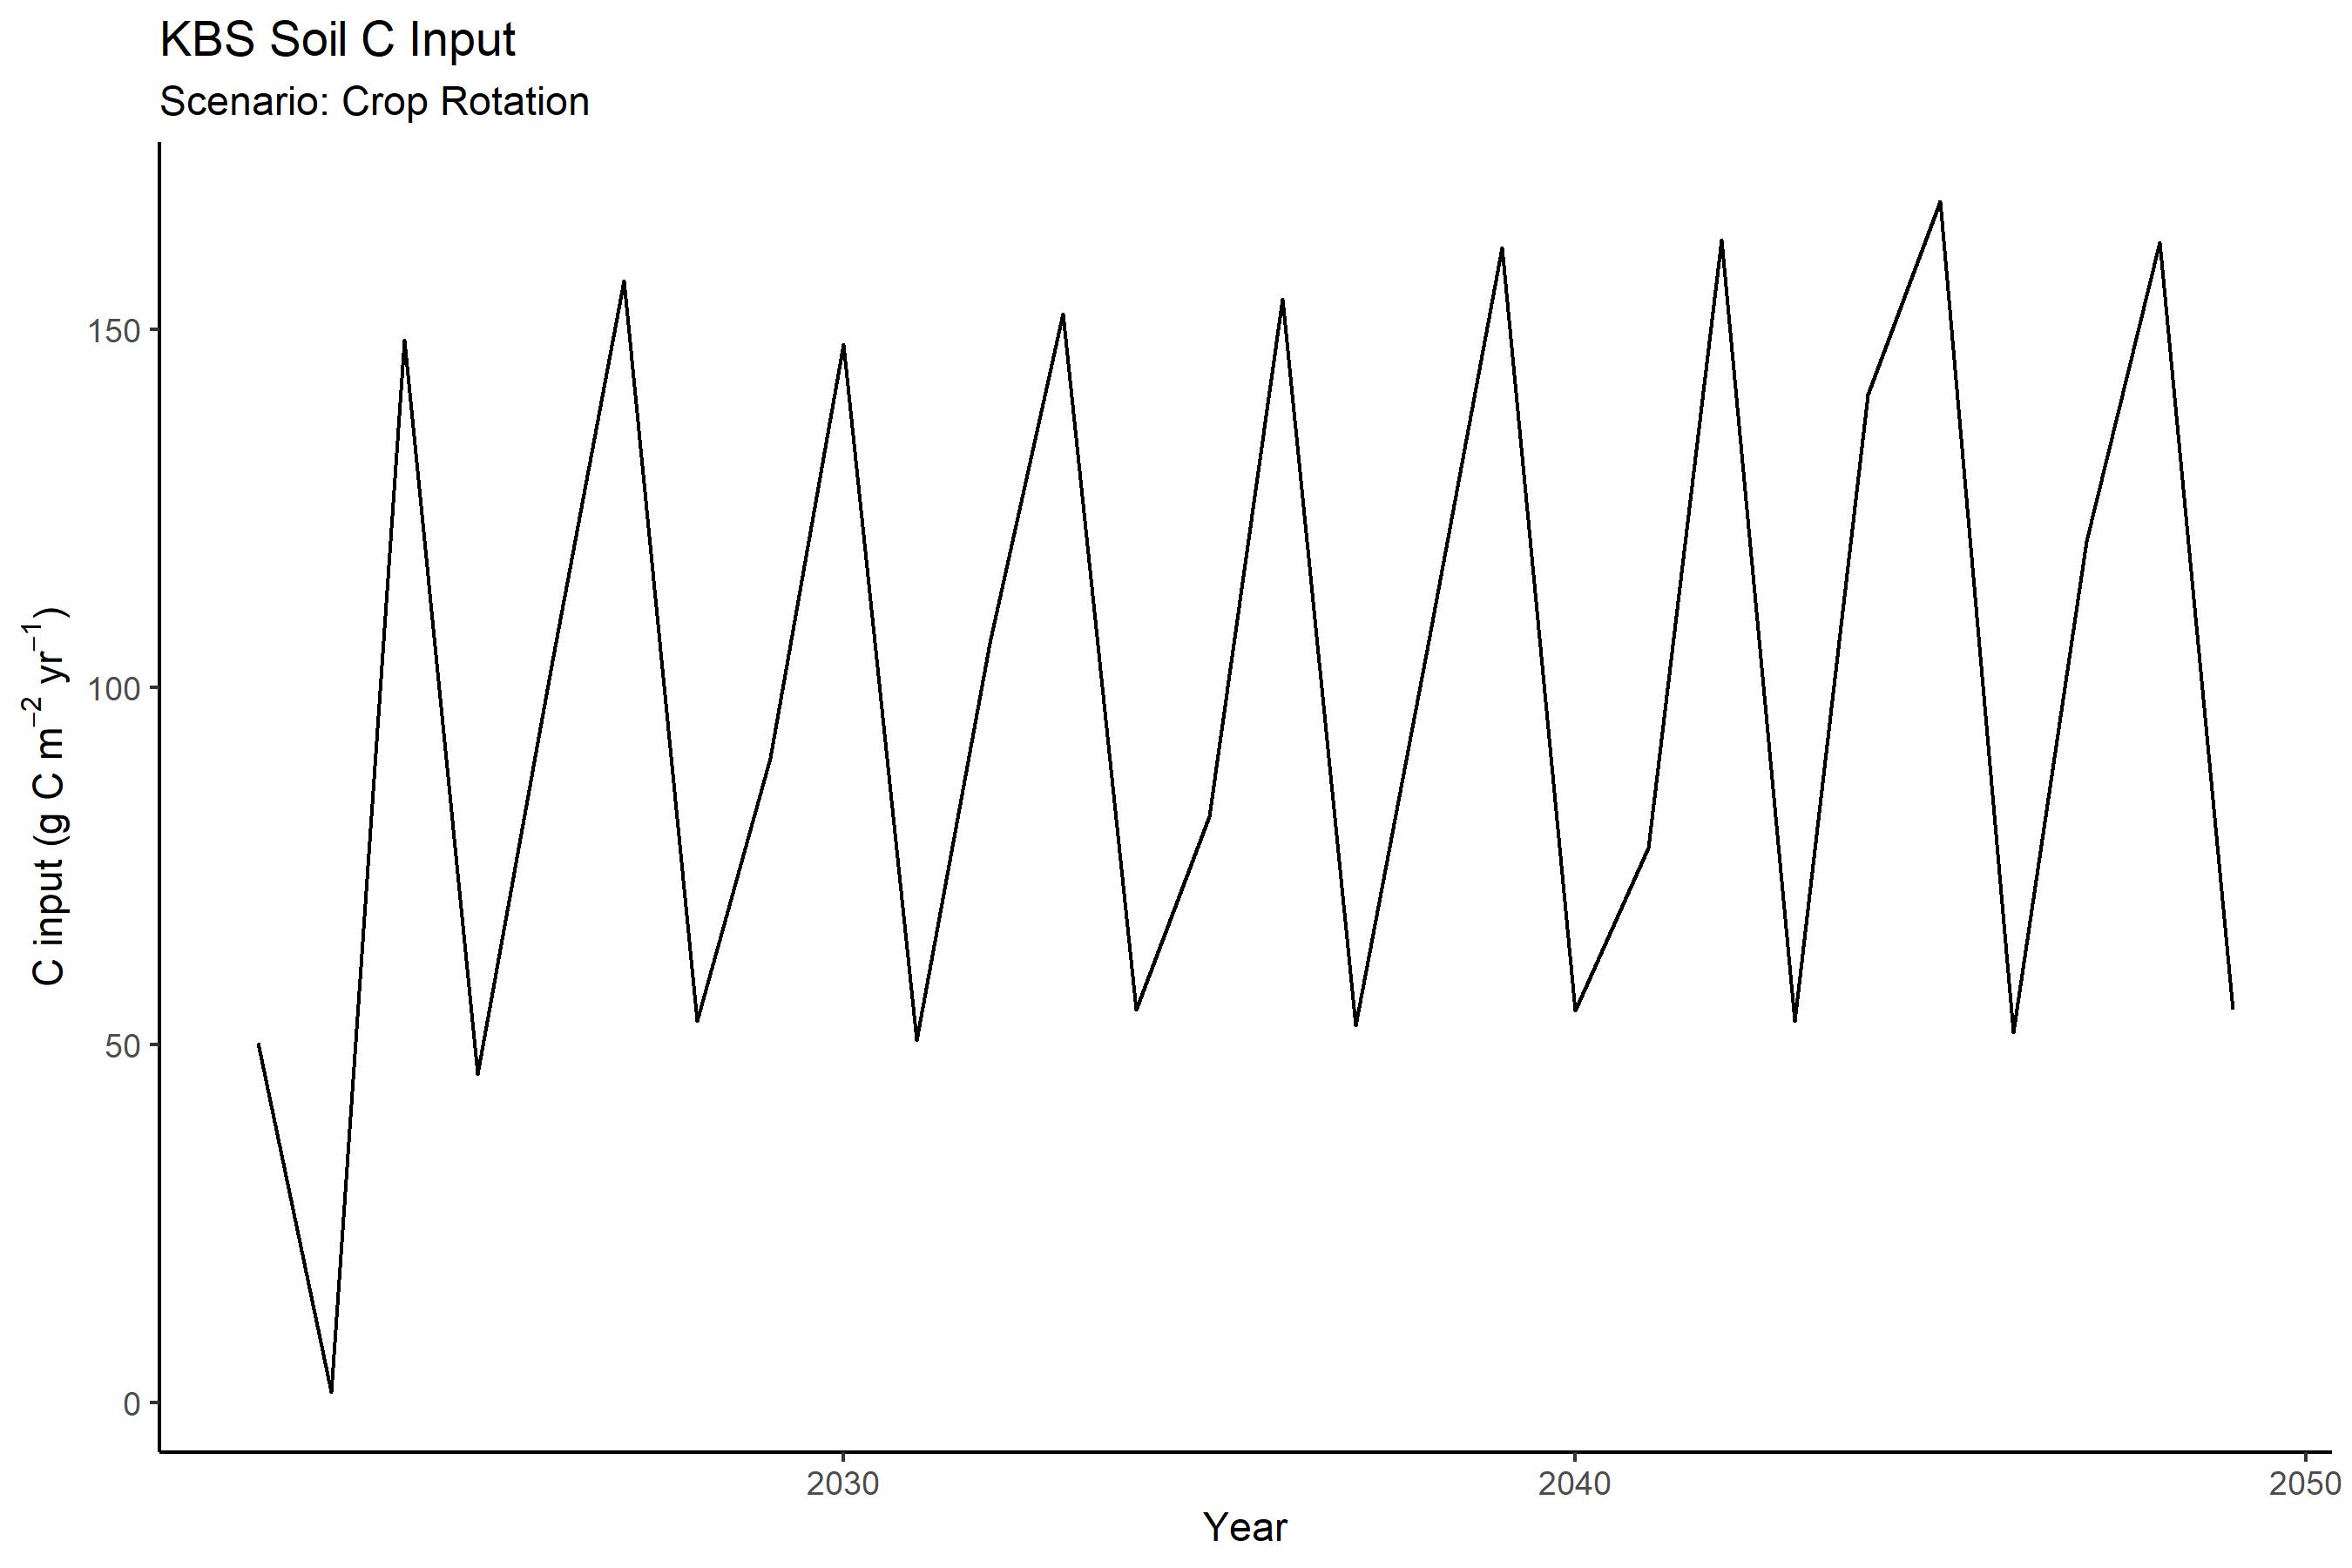 KBS Soil C Input
Scenario: Crop Rotation
C input (g C m⁻² yr⁻¹)
150
100
50
0
2030 2040 2050
Year